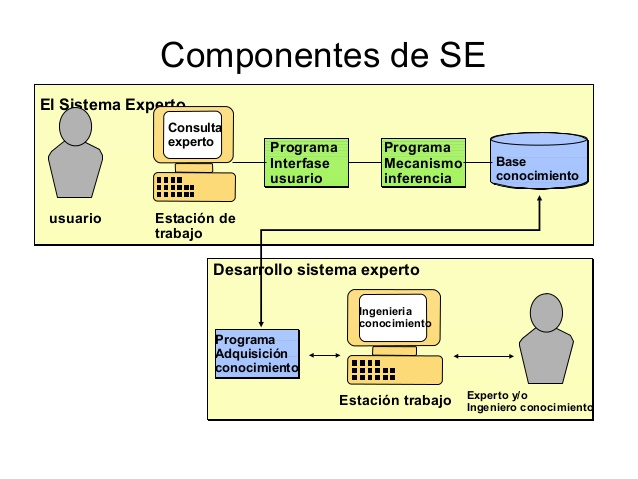 Componentes de SE
El Sistema Experto
Consulta
experto
Programa
Interfase
usuario
Programa
Mecanismo
inferencia
Base
conocimiento
usuario
Estación de
trabajo
Desarrollo sistema experto
Ingenieria
conocimiento
Programa
Adquisición
conocimiento
Estación trabajo
Experto y/o
Ingeniero conocimiento